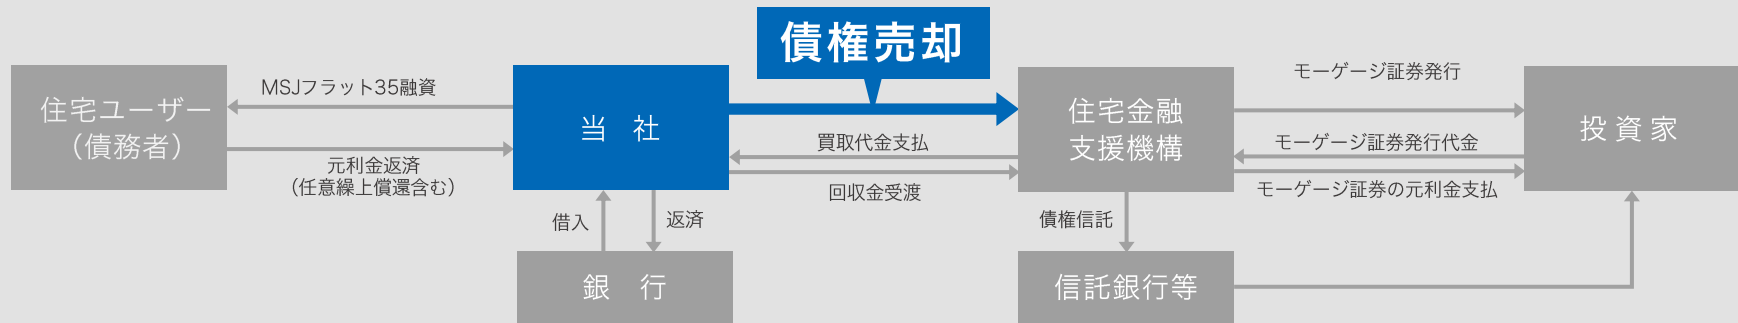 債権売却
MSJフラット35融資
住宅ユーザー
（債務者）
元利金返済
（任意繰上償還含む）
当 社
買取代金支払
回収金受渡
住宅金融
支援機構
モーゲージ証券発行
モーゲージ証券発行代金
モーゲージ証券の元利金支払
投資家
借入
返済
債権信託
銀 行
信託銀行等